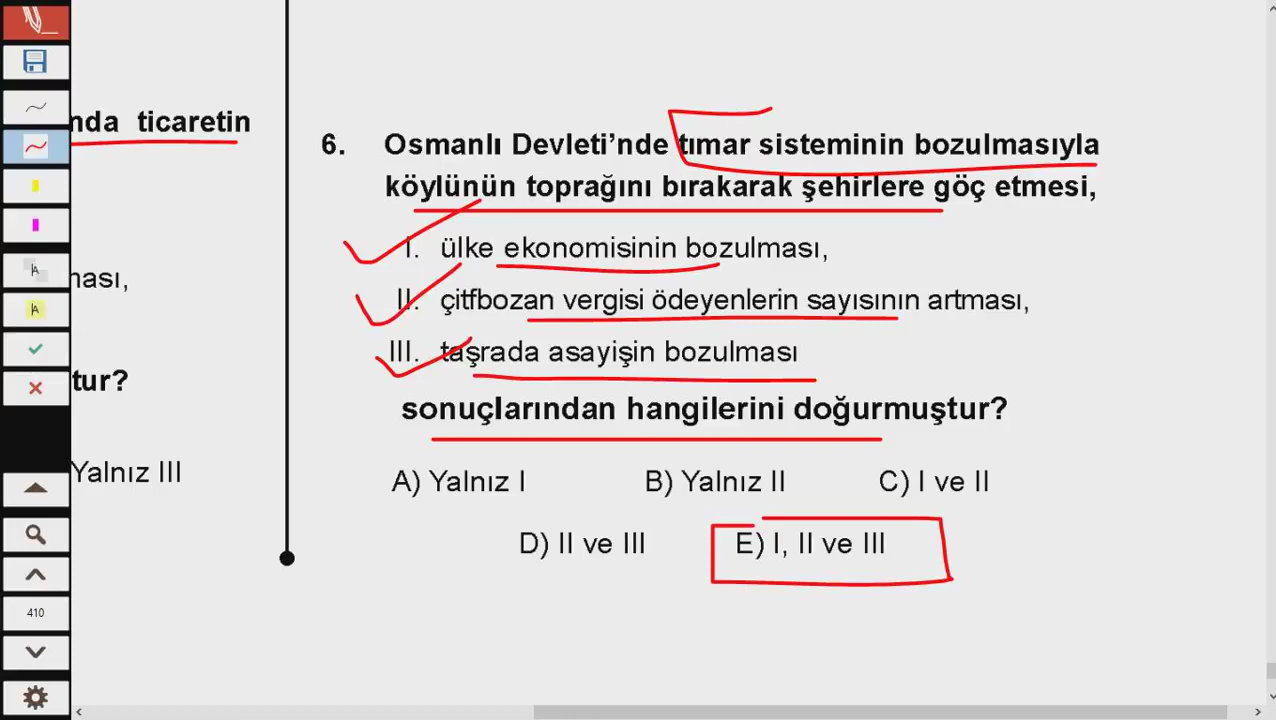 nda ticaretin
ması,
tur?
Yalnız III
6. Osmanlı Devleti’nde tımar sisteminin bozulmasıyla
köylünün toprağını bırakarak şehirlere göç etmesi,
I. ülke ekonomisinin bozulması,
II. çitfbozan vergisi ödeyenlerin sayısının artması,
III. taşrada asayişin bozulması
sonuçlarından hangilerini doğurmuştur?
A) Yalnız I B) Yalnız II C) I ve II
D) II ve III E) I, II ve III
A
A
410